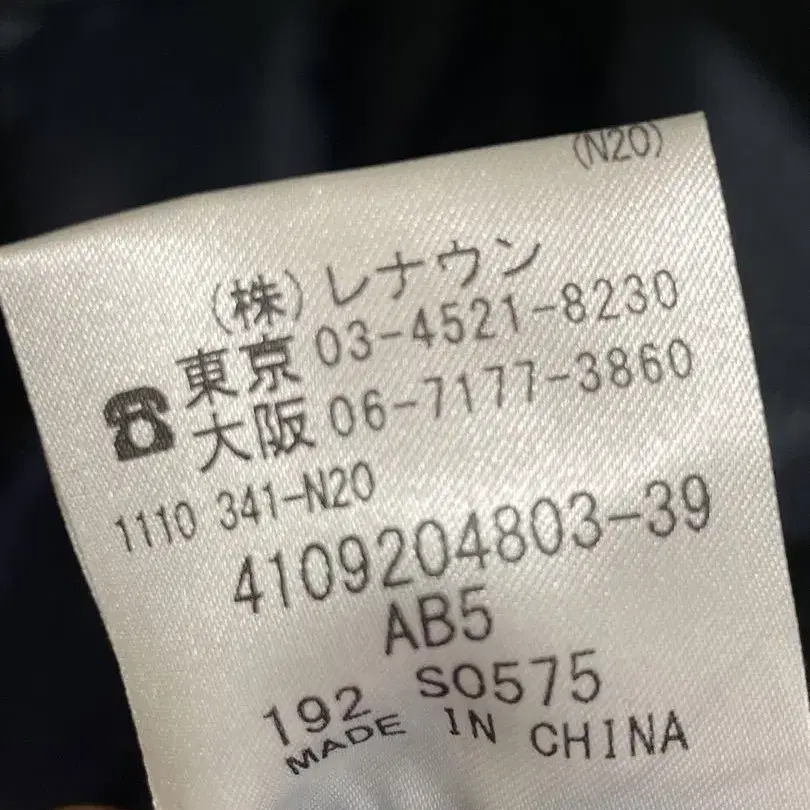 (N20)
(株)レナウン
☎東京 03-4521-8230
大阪 06-7177-3860
1110 341-N20
4109204803-39
AB5
192 S0575
MADE IN CHINA